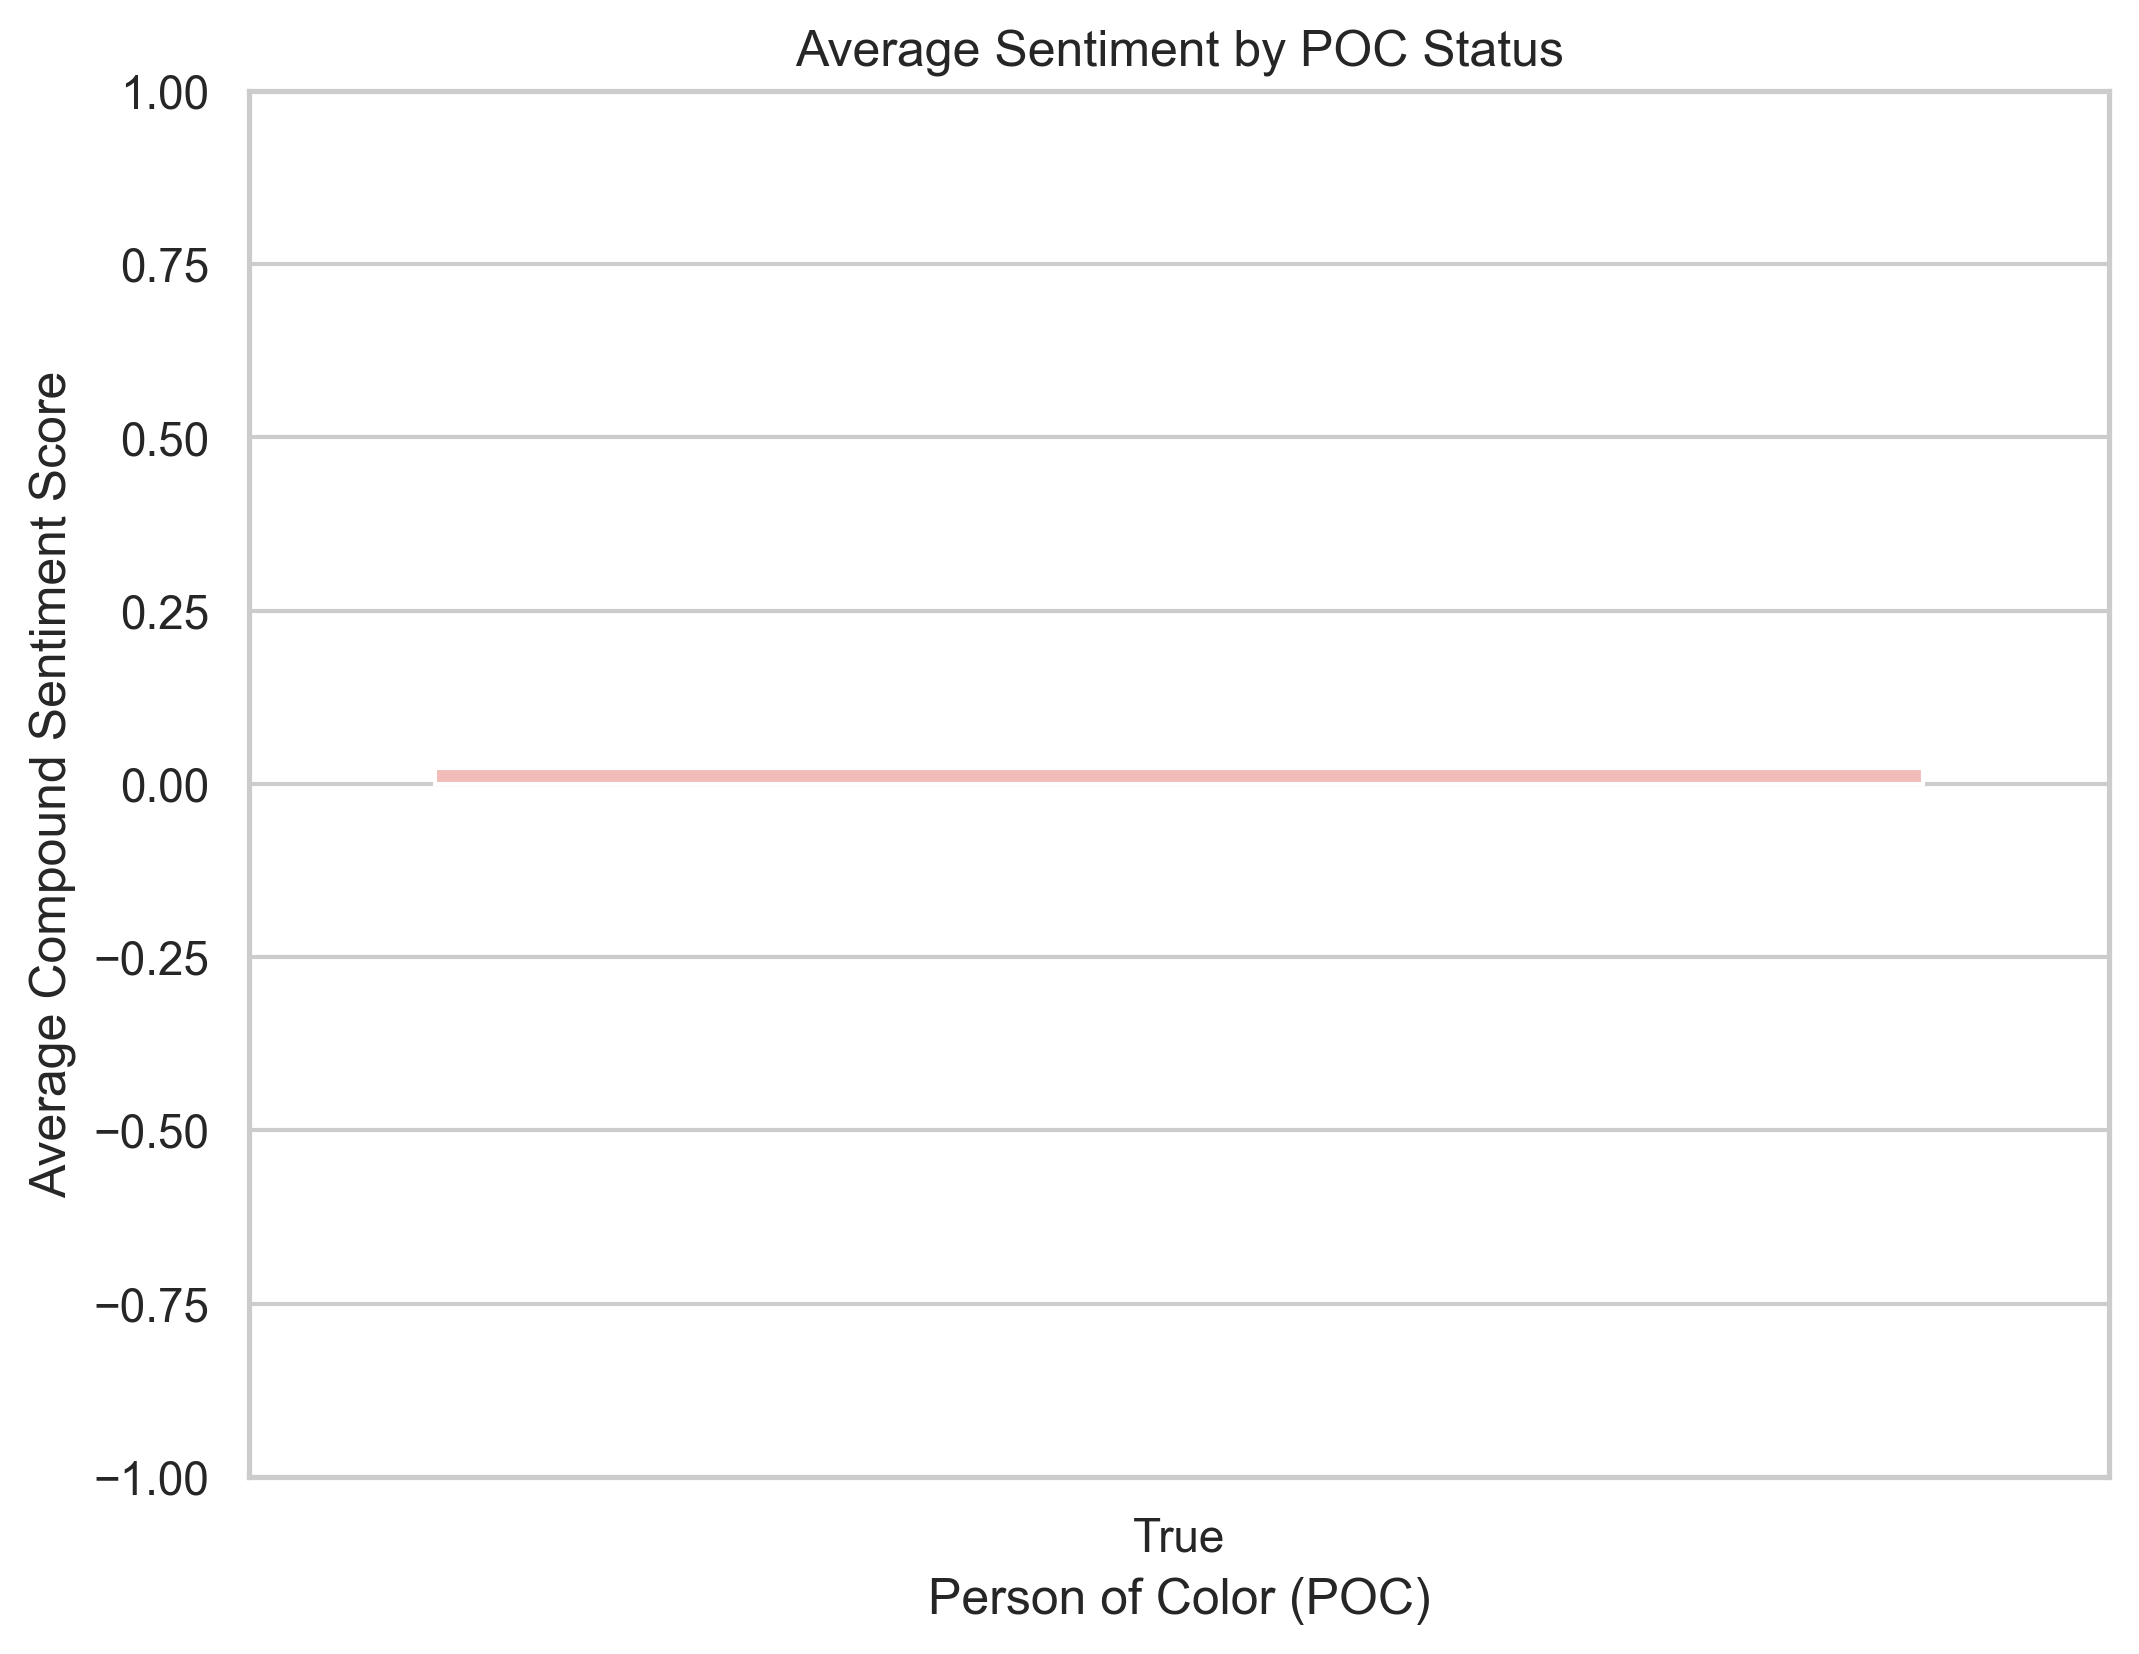 Average Sentiment by POC Status
1.00
0.75
0.50
0.25
0.00
−0.25
−0.50
−0.75
−1.00
Average Compound Sentiment Score
True
Person of Color (POC)